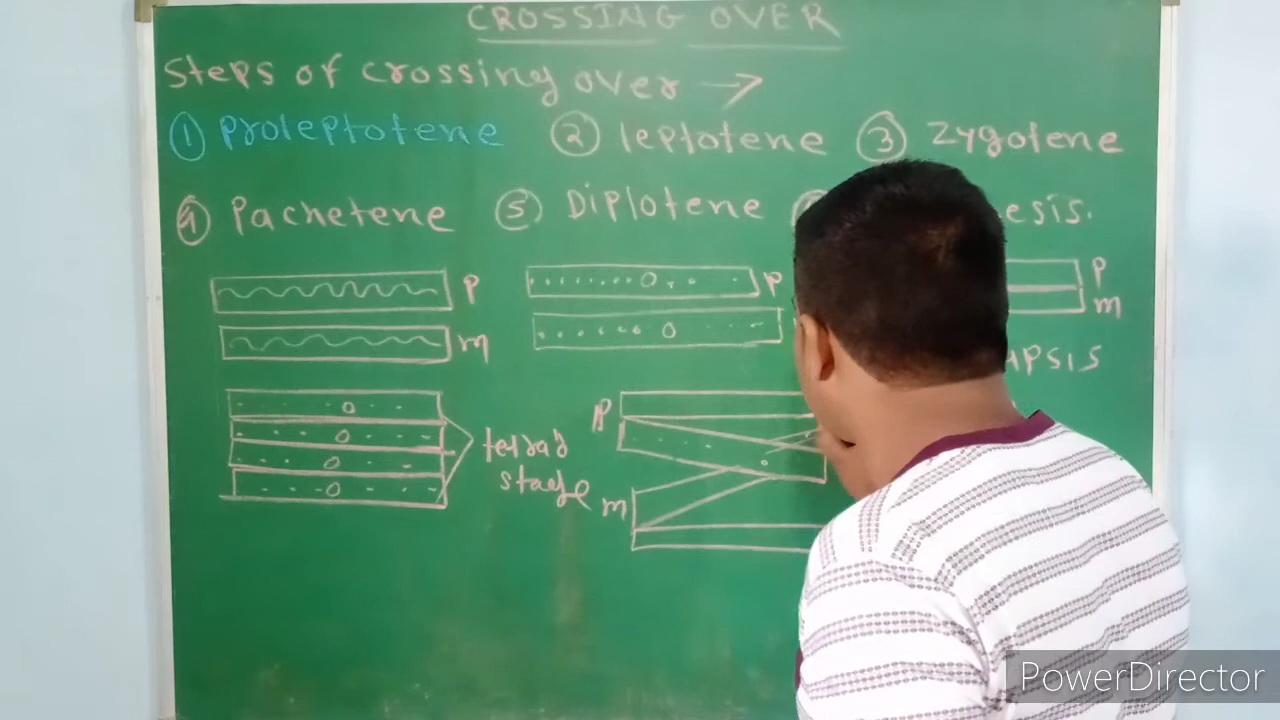 CROSSING OVER
Steps of crossing over →
① Proleptotene ② leptotene ③ Zygotene
④ Pachetene ⑤ Diplotene esis.
P P P
m m
APSIS
P
tetrad
stage
m
PowerDirector